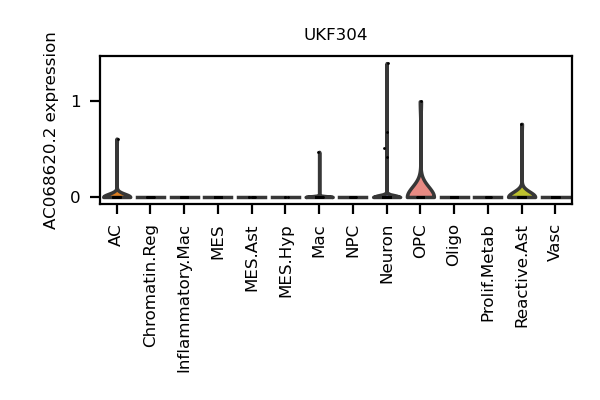 UKF304
AC068620.2 expression
1
0
AC
Chromatin.Reg
Inflammatory.Mac
MES
MES.Ast
MES.Hyp
Mac
NPC
Neuron
OPC
Oligo
Prolif.Metab
Reactive.Ast
Vasc